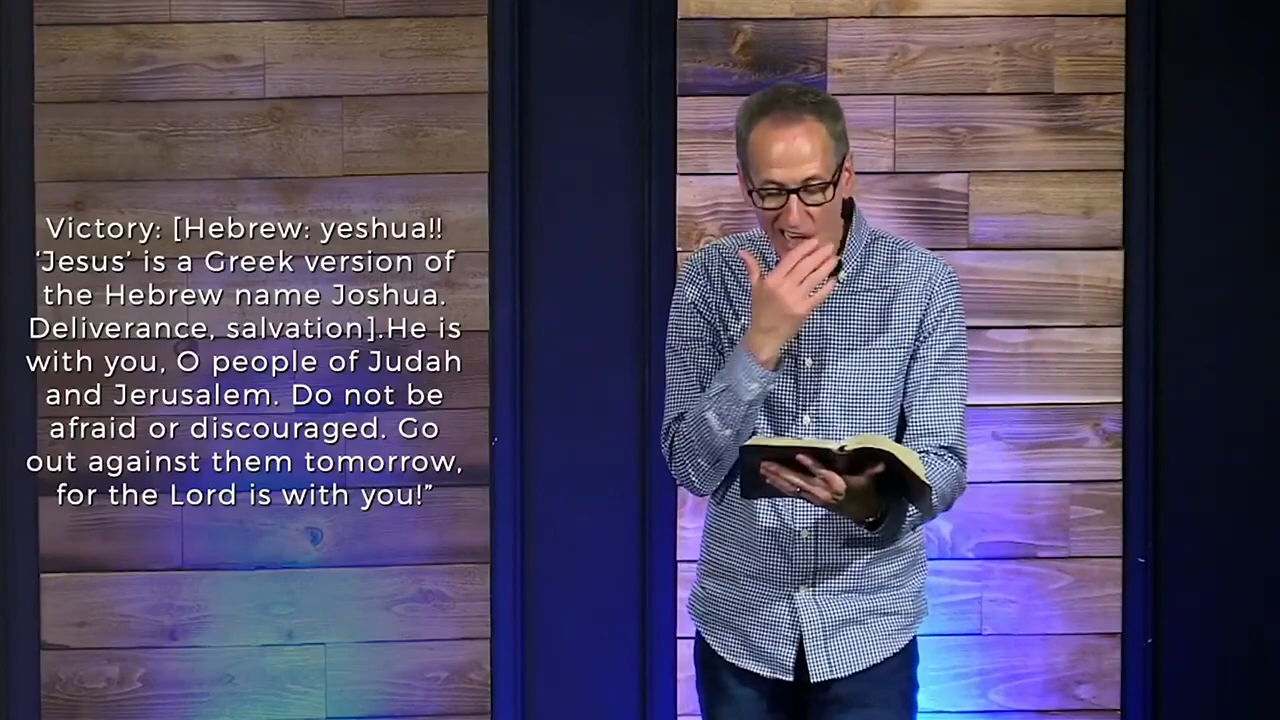 Victory: [Hebrew: yeshua!!
‘Jesus’ is a Greek version of
the Hebrew name Joshua.
Deliverance, salvation].He is
with you, O people of Judah
and Jerusalem. Do not be
afraid or discouraged. Go
out against them tomorrow,
for the Lord is with you!”